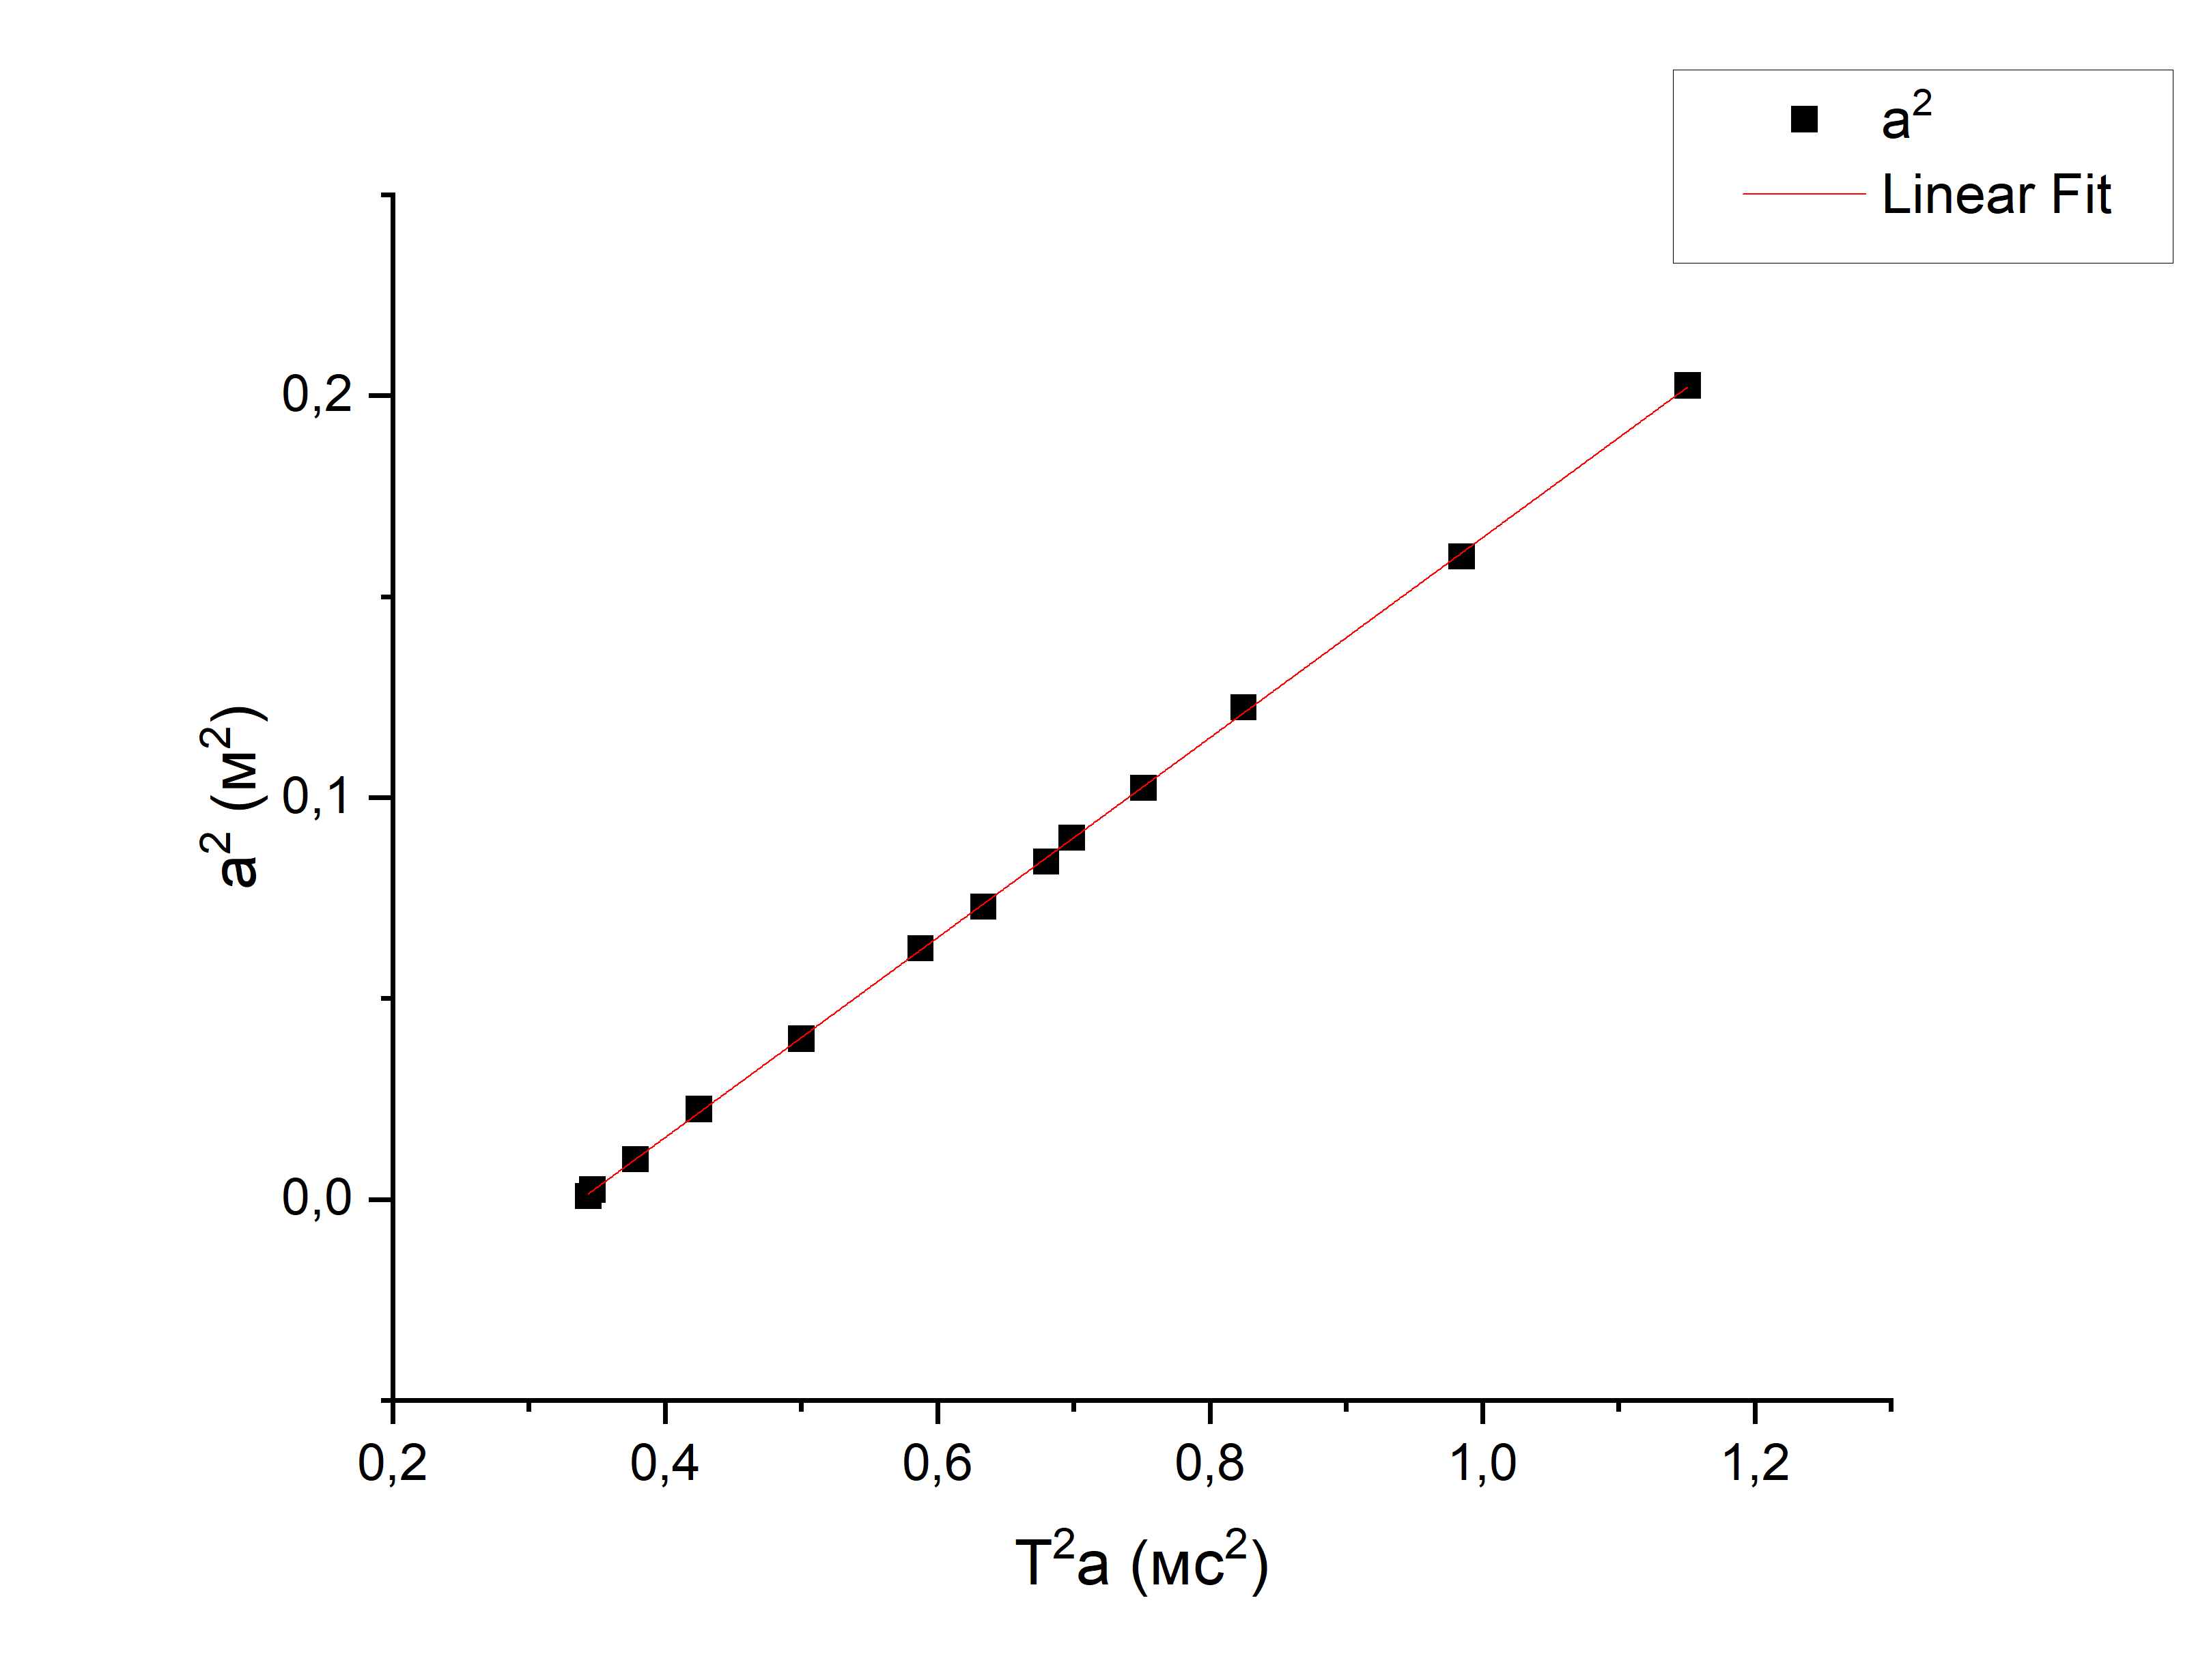 a²
Linear Fit
0,2
0,1
0,0
a² (м²)
0,2 0,4 0,6 0,8 1,0 1,2
T²a (мс²)